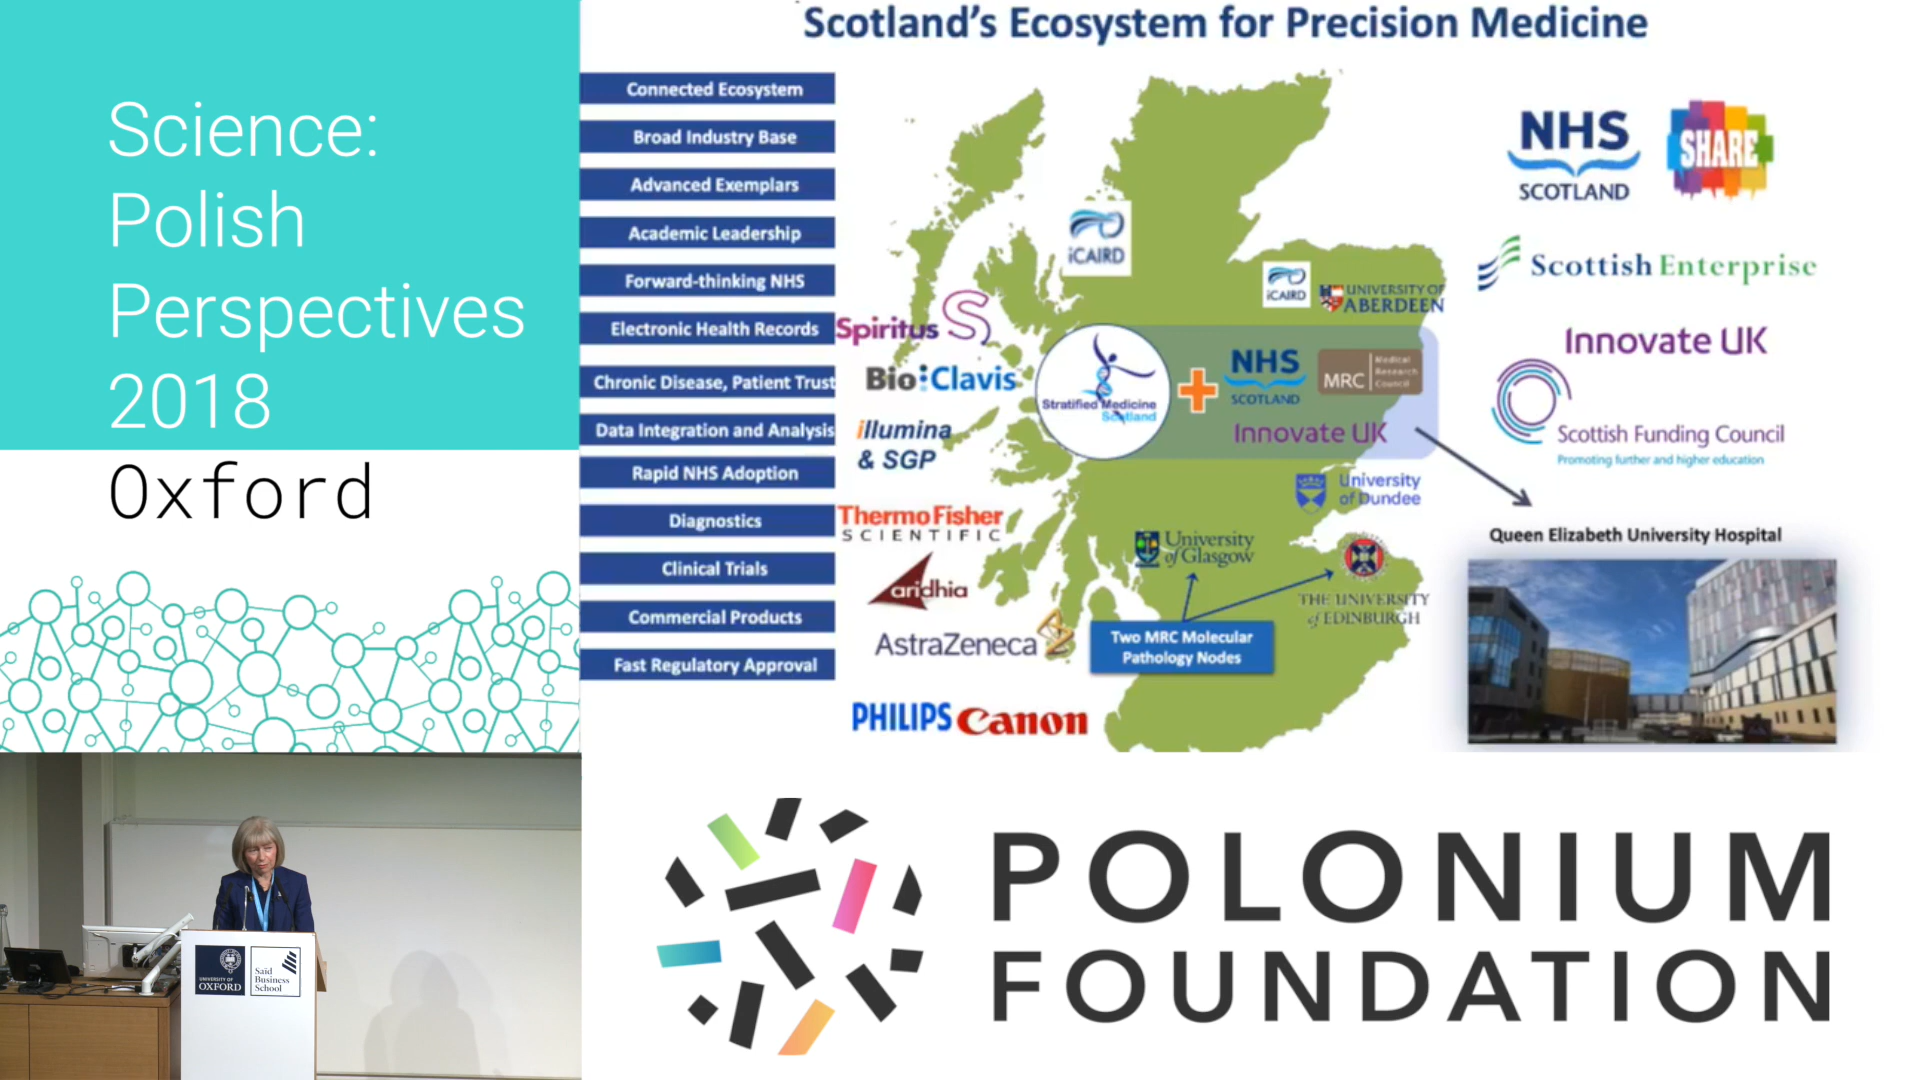 Science:
Polish
Perspectives
2018
Oxford
Scotland's Ecosystem for Precision Medicine
Connected Ecosystem
Broad Industry Base
Advanced Exemplars
Academic Leadership
Forward-thinking NHS
Electronic Health Records
Chronic Disease, Patient Trust
Data Integration and Analysis
Rapid NHS Adoption
Diagnostics
Clinical Trials
Commercial Products
Fast Regulatory Approval
Spiritus
Bio:Clavis
illumina
& SGP
ThermoFisher
SCIENTIFIC
aridhia
AstraZeneca
PHILIPS Canon
iCAIRD
iCAIRD
UNIVERSITY OF
ABERDEEN
Stratified Medicine
Scotland
NHS
SCOTLAND
MRC
Medical
Research
Council
Innovate UK
University
of Dundee
University
of Glasgow
THE UNIVERSITY
of EDINBURGH
Two MRC Molecular
Pathology Nodes
NHS
SCOTLAND
SHARE
Scottish Enterprise
Innovate UK
Scottish Funding Council
Promoting further and higher education
Queen Elizabeth University Hospital
UNIVERSITY OF
OXFORD
Saïd
Business
School
POLONIUM
FOUNDATION